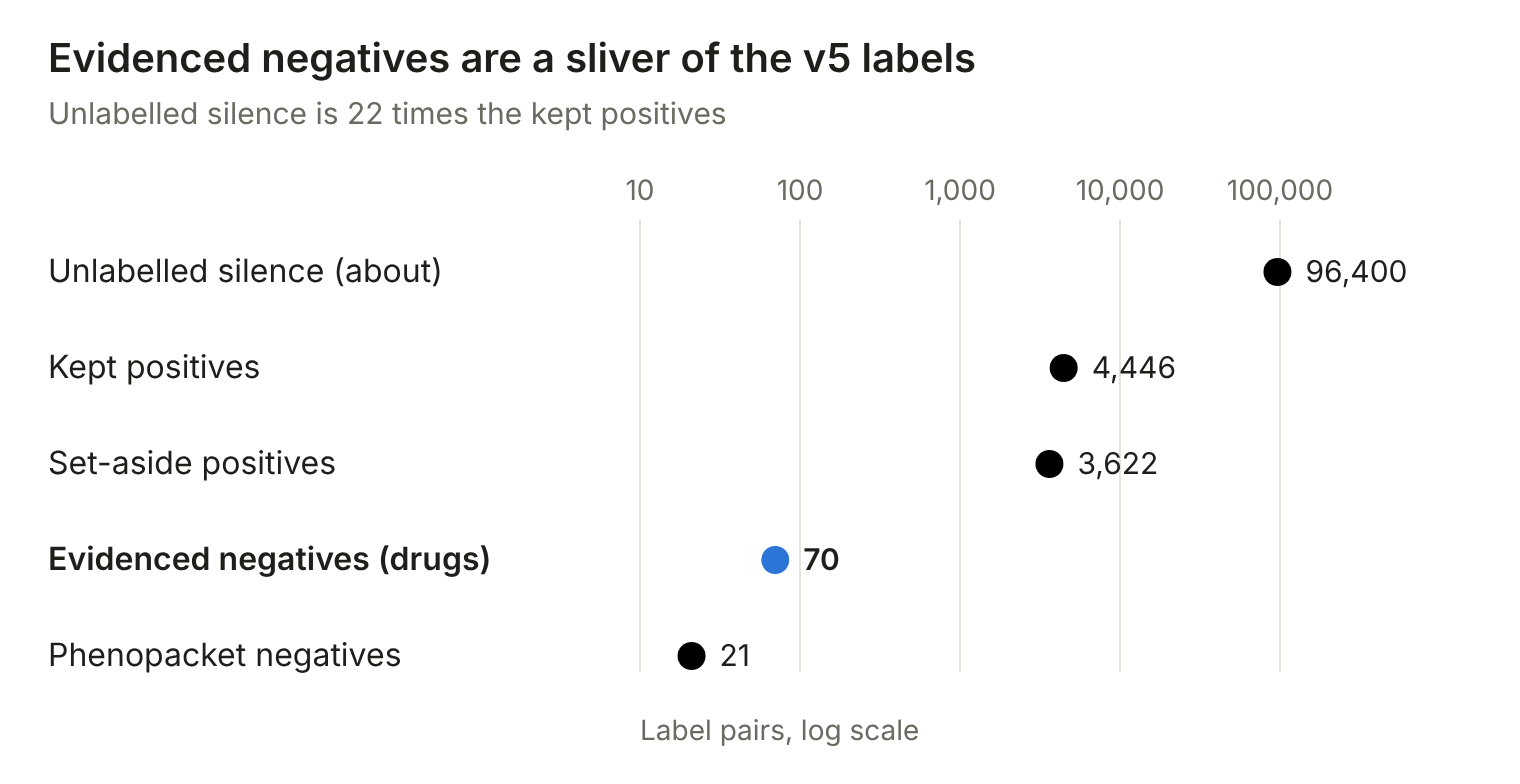 Evidenced negatives are a sliver of the v5 labels
Unlabelled silence is 22 times the kept positives
10 100 1,000 10,000 100,000
Unlabelled silence (about) 96,400
Kept positives 4,446
Set-aside positives 3,622
Evidenced negatives (drugs) 70
Phenopacket negatives 21
Label pairs, log scale